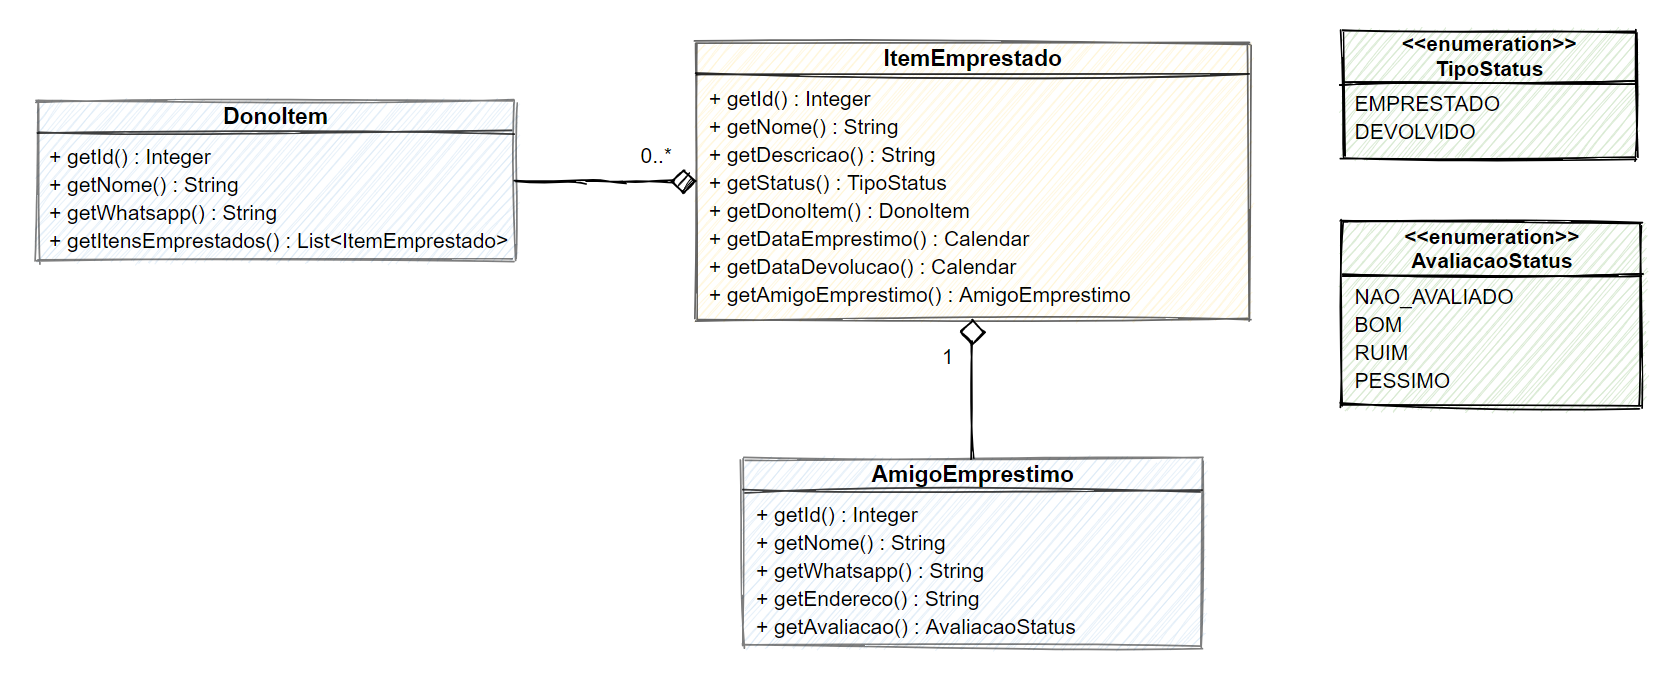 DonoItem
+ getId() : Integer
+ getNome() : String
+ getWhatsapp() : String
+ getItensEmprestados() : List<ItemEmprestado>
0..*
ItemEmprestado
+ getId() : Integer
+ getNome() : String
+ getDescricao() : String
+ getStatus() : TipoStatus
+ getDonoItem() : DonoItem
+ getDataEmprestimo() : Calendar
+ getDataDevolucao() : Calendar
+ getAmigoEmprestimo() : AmigoEmprestimo
1
AmigoEmprestimo
+ getId() : Integer
+ getNome() : String
+ getWhatsapp() : String
+ getEndereco() : String
+ getAvaliacao() : AvaliacaoStatus
<<enumeration>>
TipoStatus
EMPRESTADO
DEVOLVIDO
<<enumeration>>
AvaliacaoStatus
NAO_AVALIADO
BOM
RUIM
PESSIMO